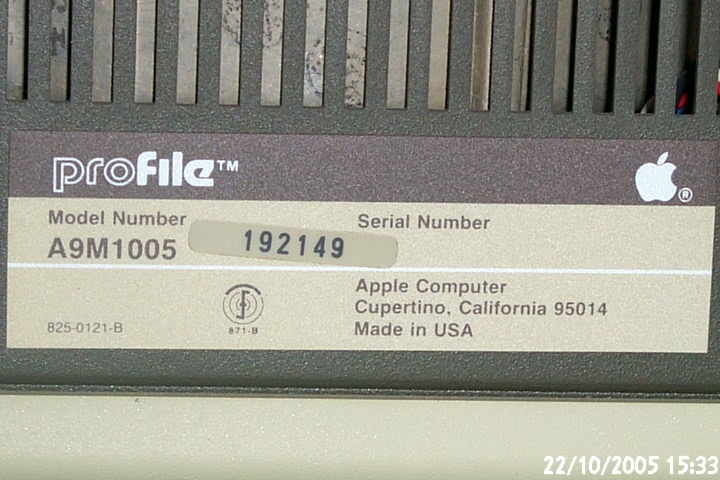 profile™
®
Model Number
Serial Number
A9M1005
192149
Apple Computer
Cupertino, California 95014
825-0121-B
871-B
Made in USA
22/10/2005 15:33